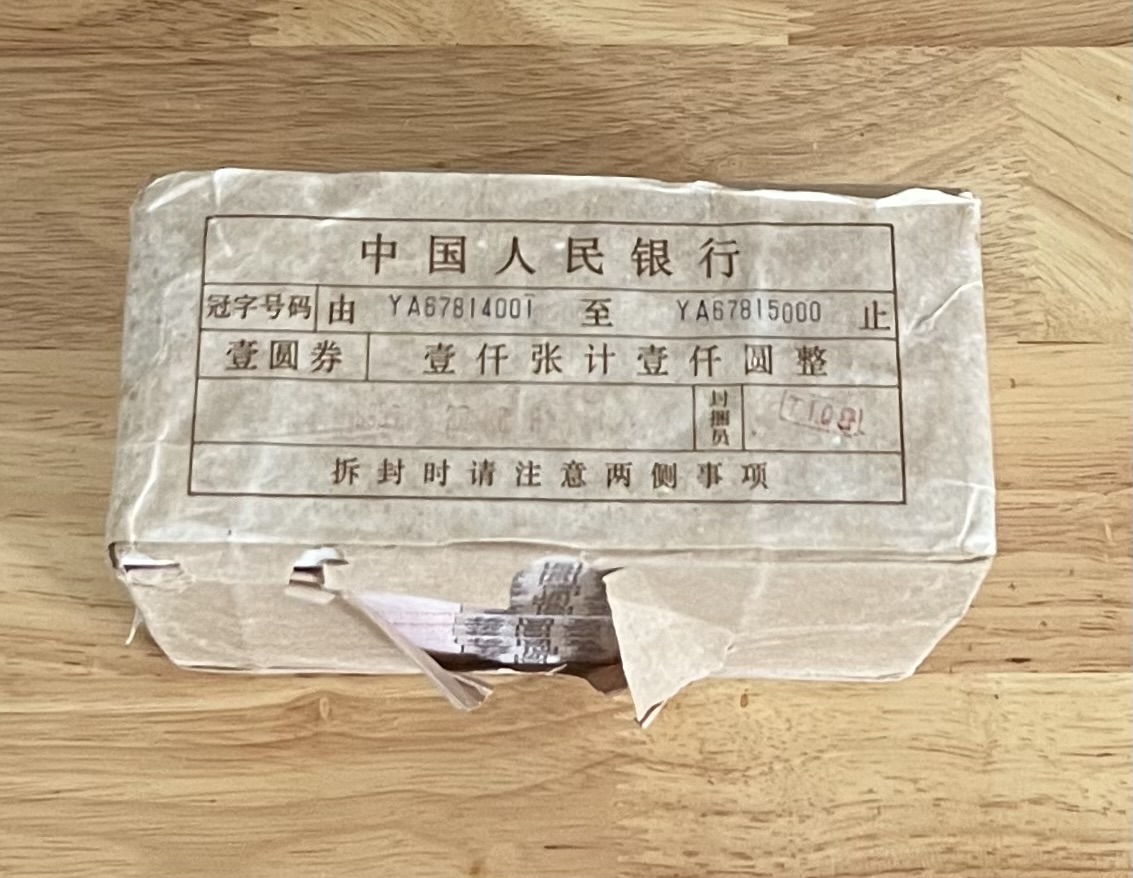 中国人民银行
冠字号码 由 YA67814001 至 YA67815000 止
壹圆券 壹仟张计壹仟圆整
封捆员
拆封时请注意两侧事项